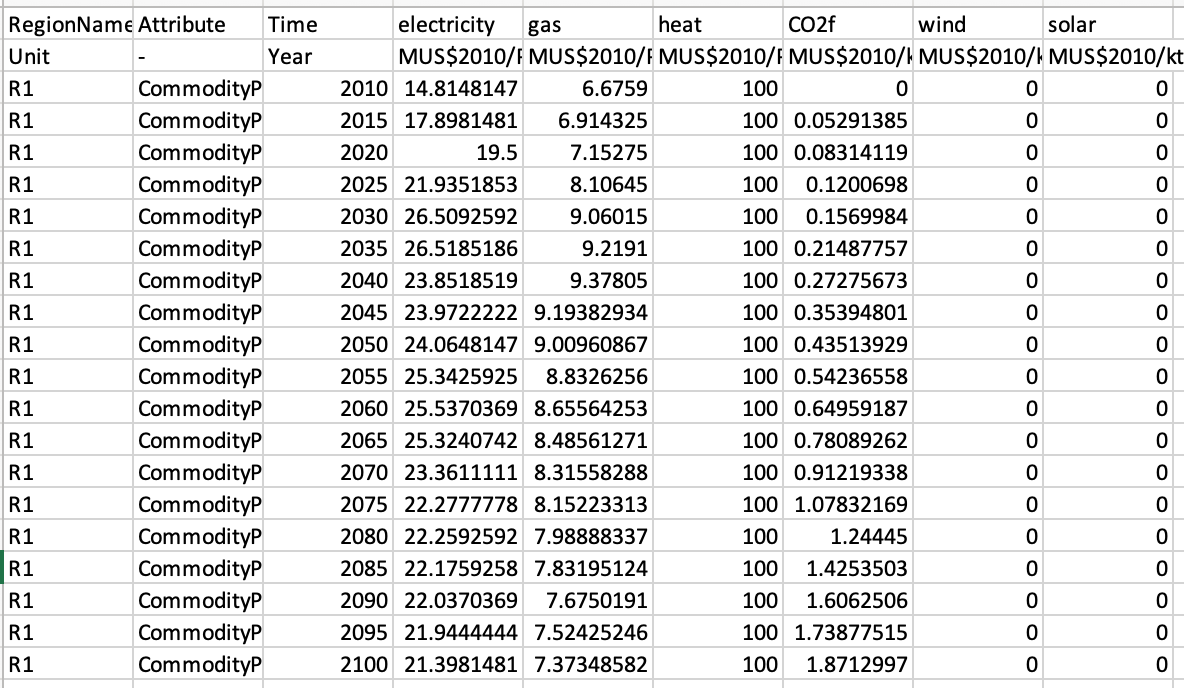 RegionName Attribute Time electricity gas heat CO2f wind solar
Unit - Year MUS$2010/P MUS$2010/P MUS$2010/P MUS$2010/k MUS$2010/k MUS$2010/kt
R1 CommodityP 2010 14.8148147 6.6759 100 0 0 0
R1 CommodityP 2015 17.8981481 6.914325 100 0.05291385 0 0
R1 CommodityP 2020 19.5 7.15275 100 0.08314119 0 0
R1 CommodityP 2025 21.9351853 8.10645 100 0.1200698 0 0
R1 CommodityP 2030 26.5092592 9.06015 100 0.1569984 0 0
R1 CommodityP 2035 26.5185186 9.2191 100 0.21487757 0 0
R1 CommodityP 2040 23.8518519 9.37805 100 0.27275673 0 0
R1 CommodityP 2045 23.9722222 9.19382934 100 0.35394801 0 0
R1 CommodityP 2050 24.0648147 9.00960867 100 0.43513929 0 0
R1 CommodityP 2055 25.3425925 8.8326256 100 0.54236558 0 0
R1 CommodityP 2060 25.5370369 8.65564253 100 0.64959187 0 0
R1 CommodityP 2065 25.3240742 8.48561271 100 0.78089262 0 0
R1 CommodityP 2070 23.3611111 8.31558288 100 0.91219338 0 0
R1 CommodityP 2075 22.2777778 8.15223313 100 1.07832169 0 0
R1 CommodityP 2080 22.2592592 7.98888337 100 1.24445 0 0
R1 CommodityP 2085 22.1759258 7.83195124 100 1.4253503 0 0
R1 CommodityP 2090 22.0370369 7.6750191 100 1.6062506 0 0
R1 CommodityP 2095 21.9444444 7.52425246 100 1.73877515 0 0
R1 CommodityP 2100 21.3981481 7.37348582 100 1.8712997 0 0